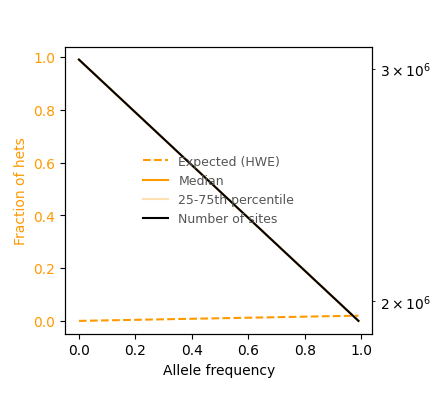 1.0
0.8
0.6
0.4
0.2
0.0
Fraction of hets
3 × 10⁶
2 × 10⁶
Expected (HWE)
Median
25-75th percentile
Number of sites
0.0 0.2 0.4 0.6 0.8 1.0
Allele frequency